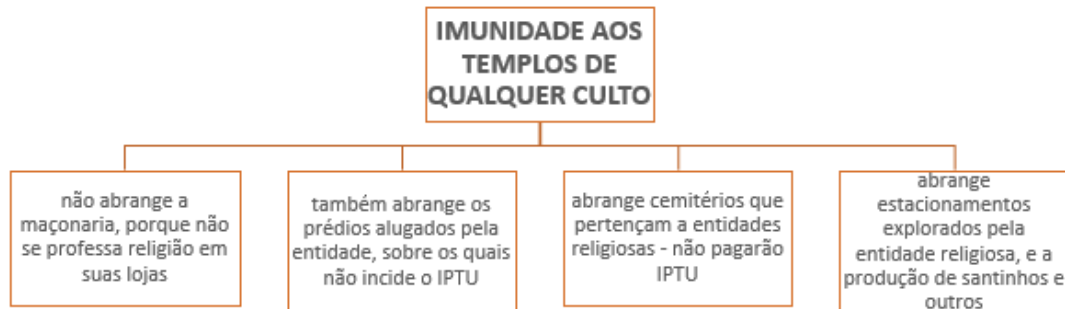 IMUNIDADE AOS
TEMPLOS DE
QUALQUER CULTO
não abrange a
maçonaria, porque não
se professa religião em
suas lojas
também abrange os
prédios alugados pela
entidade, sobre os quais
não incide o IPTU
abrange cemitérios que
pertençam a entidades
religiosas - não pagarão
IPTU
abrange
estacionamentos
explorados pela
entidade religiosa, e a
produção de santinhos e
outros